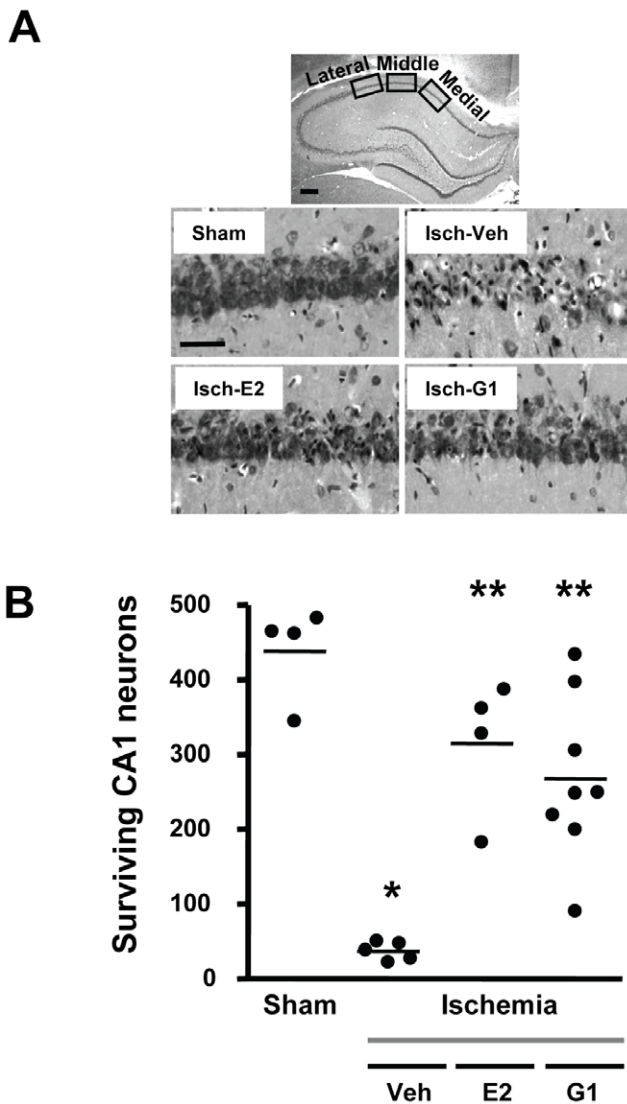 A
Lateral Middle Medial
Sham
Isch-Veh
Isch-E2
Isch-G1
B
Surviving CA1 neurons
500
400
300
200
100
0
*
**
**
Sham
Ischemia
Veh
E2
G1